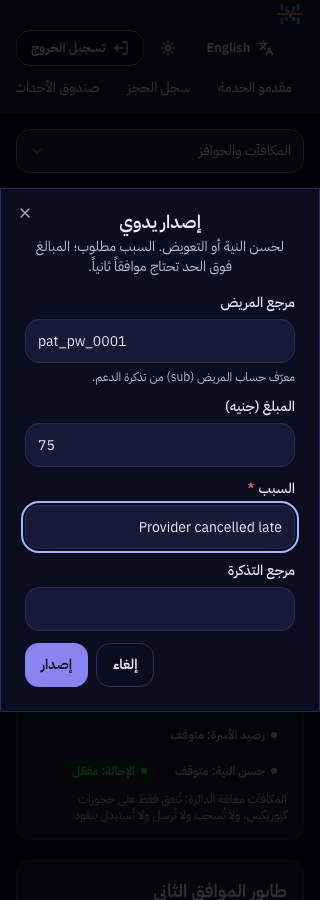 English
تسجيل الخروج
مقدمو الخدمة
سجل الحجز
صندوق الأحداث
المكافآت والحوافز
إصدار يدوي
لحسن النية أو التعويض. السبب مطلوب؛ المبالغ
فوق الحد تحتاج موافقاً ثانياً.
مرجع المريض
pat_pw_0001
معرّف حساب المريض (sub) من تذكرة الدعم.
المبلغ (جنيه)
75
السبب *
Provider cancelled late
مرجع التذكرة
إلغاء
إصدار
رصيد الأسرة: متوقف
حسن النية: متوقف
الإحالة: مفعّل
المكافآت مغلقة الدائرة: تُنفق فقط على حجوزات
كيوريكس، ولا تُسحب ولا تُرسل ولا تُستبدل بنقود.
طابور الموافق الثاني